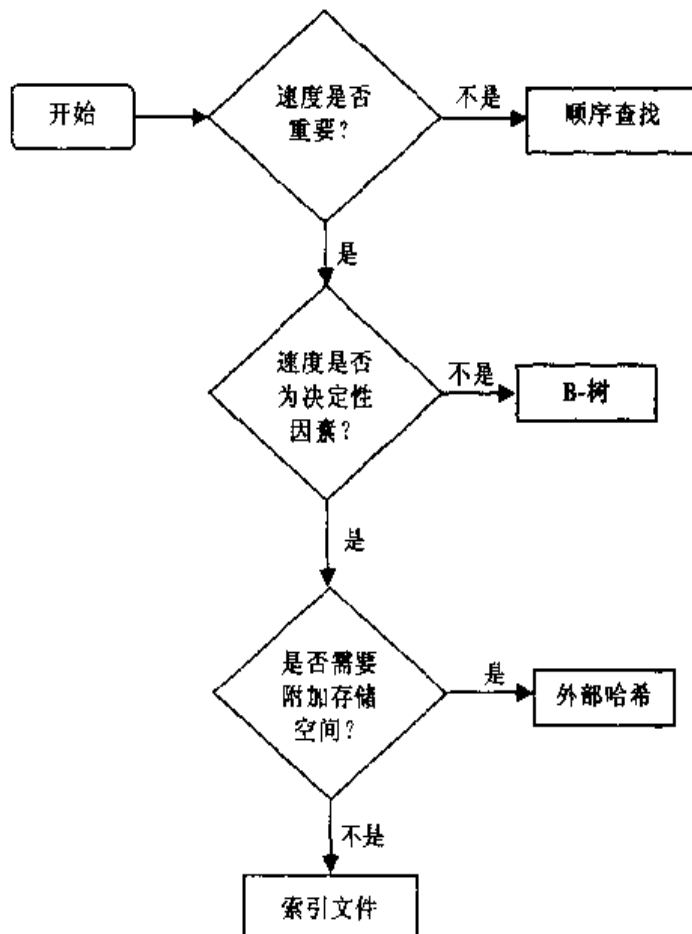 开始
速度是否
重要？
不是
顺序查找
是
速度是否
为决定性
因素？
不是
B-树
是
是否需要
附加存储
空间？
是
外部哈希
不是
索引文件